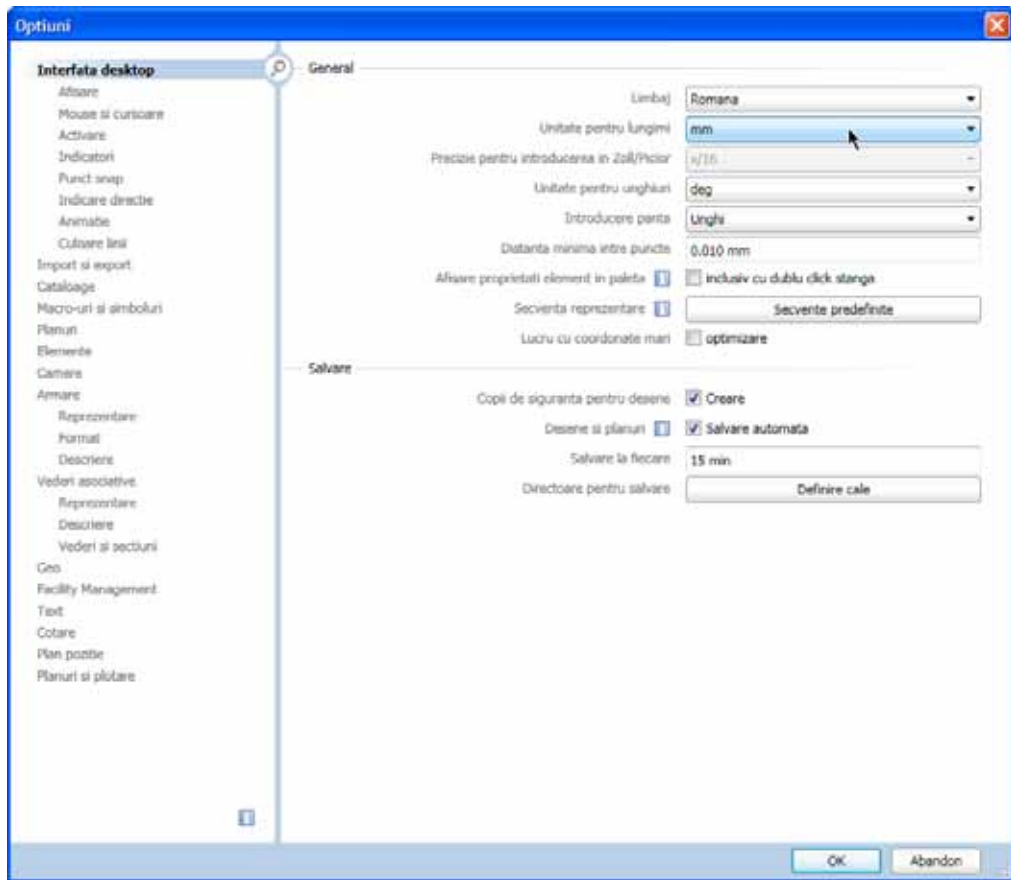 Optiuni
Interfata desktop
Afisare
Mouse si cursoare
Activare
Indicatori
Punct snap
Indicare directie
Animatie
Culoare linii
Import si export
Cataloage
Macro-uri si simboluri
Planuri
Elemente
Camere
Armare
Reprezentare
Format
Descriere
Vederi asociative
Reprezentare
Descriere
Vederi si sectiuni
Geo
Facility Management
Text
Cotare
Plan pozitie
Planuri si plotare
General
Limbaj Romana
Unitate pentru lungimi mm
Precizie pentru introducerea in Zoll/Picior x/16
Unitate pentru unghiuri deg
Introducere panta Unghi
Distanta minima intre puncte 0.010 mm
Afisare proprietati element in paleta inclusiv cu dublu click stanga
Secventa reprezentare Secvente predefinite
Lucru cu coordonate mari optimizare
Salvare
Copii de siguranta pentru desene Creare
Desene si planuri Salvare automata
Salvare la fiecare 15 min
Directoare pentru salvare Definire cale
OK Abandon